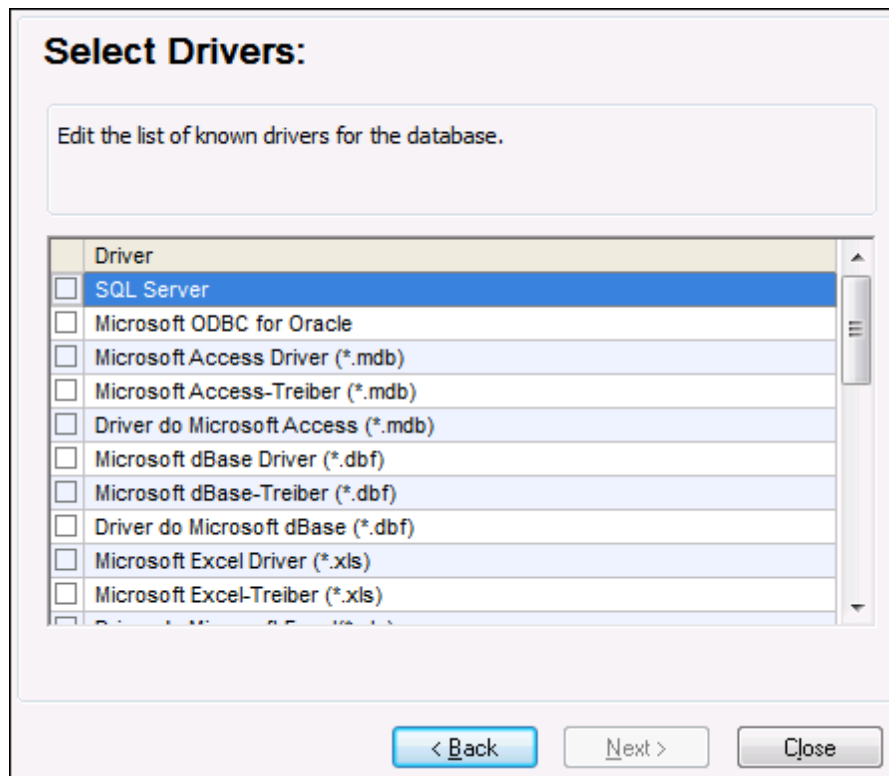 Select Drivers:
Edit the list of known drivers for the database.
Driver
SQL Server
Microsoft ODBC for Oracle
Microsoft Access Driver (*.mdb)
Microsoft Access-Treiber (*.mdb)
Driver do Microsoft Access (*.mdb)
Microsoft dBase Driver (*.dbf)
Microsoft dBase-Treiber (*.dbf)
Driver do Microsoft dBase (*.dbf)
Microsoft Excel Driver (*.xls)
Microsoft Excel-Treiber (*.xls)
< Back Next > Close